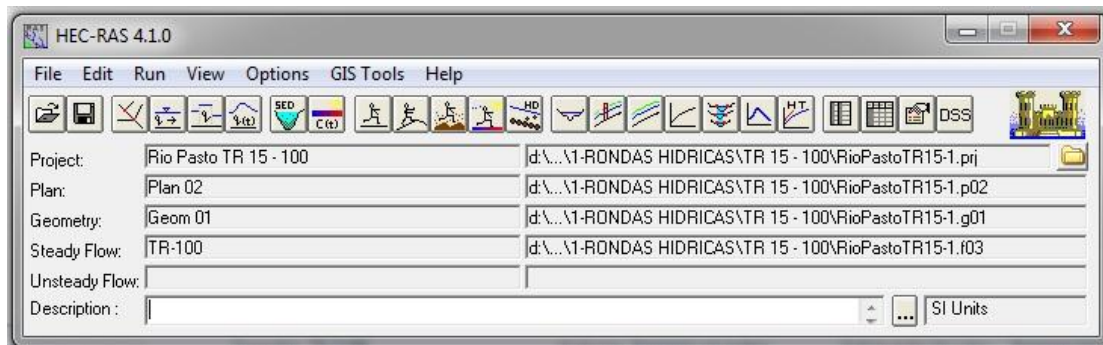 HEC-RAS 4.1.0
File Edit Run View Options GIS Tools Help
SED C(t) HD HT DSS
Project: Rio Pasto TR 15 - 100 d:\...\1-RONDAS HIDRICAS\TR 15 - 100\RioPastoTR15-1.prj
Plan: Plan 02 d:\...\1-RONDAS HIDRICAS\TR 15 - 100\RioPastoTR15-1.p02
Geometry: Geom 01 d:\...\1-RONDAS HIDRICAS\TR 15 - 100\RioPastoTR15-1.g01
Steady Flow: TR-100 d:\...\1-RONDAS HIDRICAS\TR 15 - 100\RioPastoTR15-1.f03
Unsteady Flow:
Description : ... SI Units